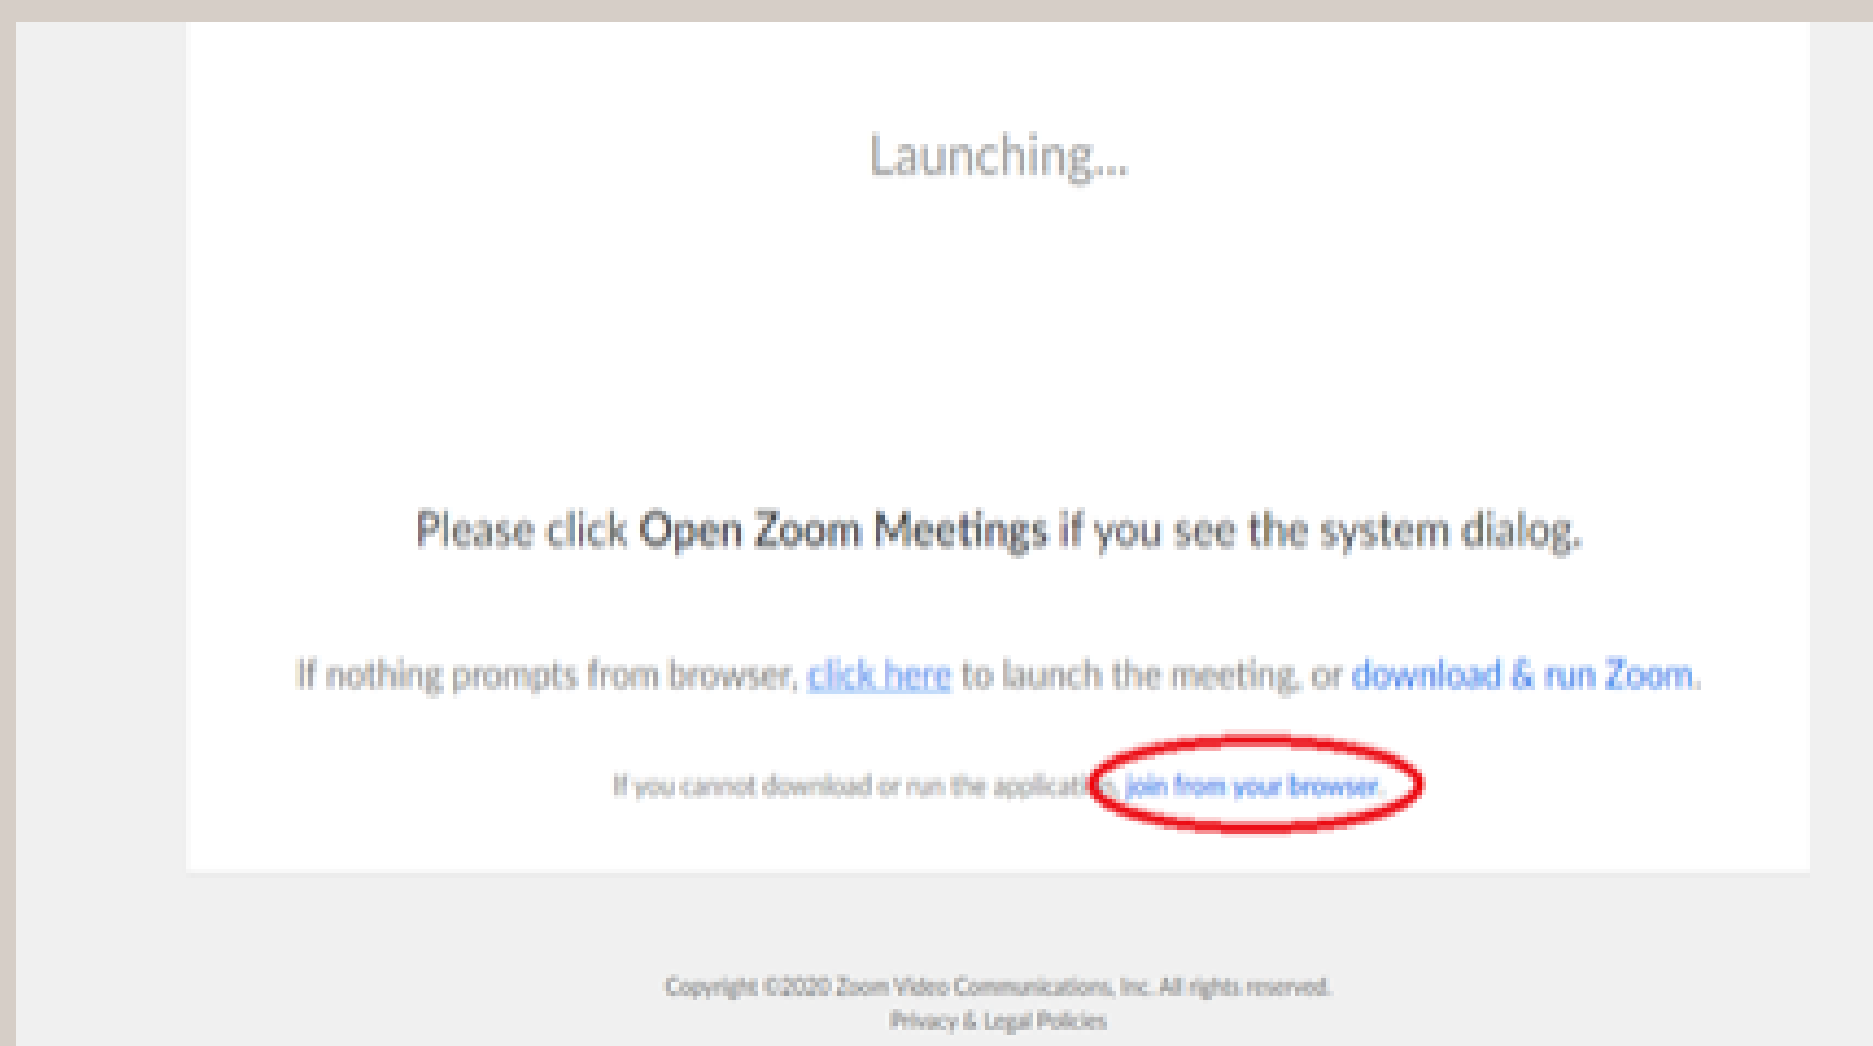 Launching...
Please click Open Zoom Meetings if you see the system dialog.
If nothing prompts from browser, click here to launch the meeting, or download & run Zoom.
If you cannot download or run the application, join from your browser.
Copyright ©2020 Zoom Video Communications, Inc. All rights reserved.
Privacy & Legal Policies